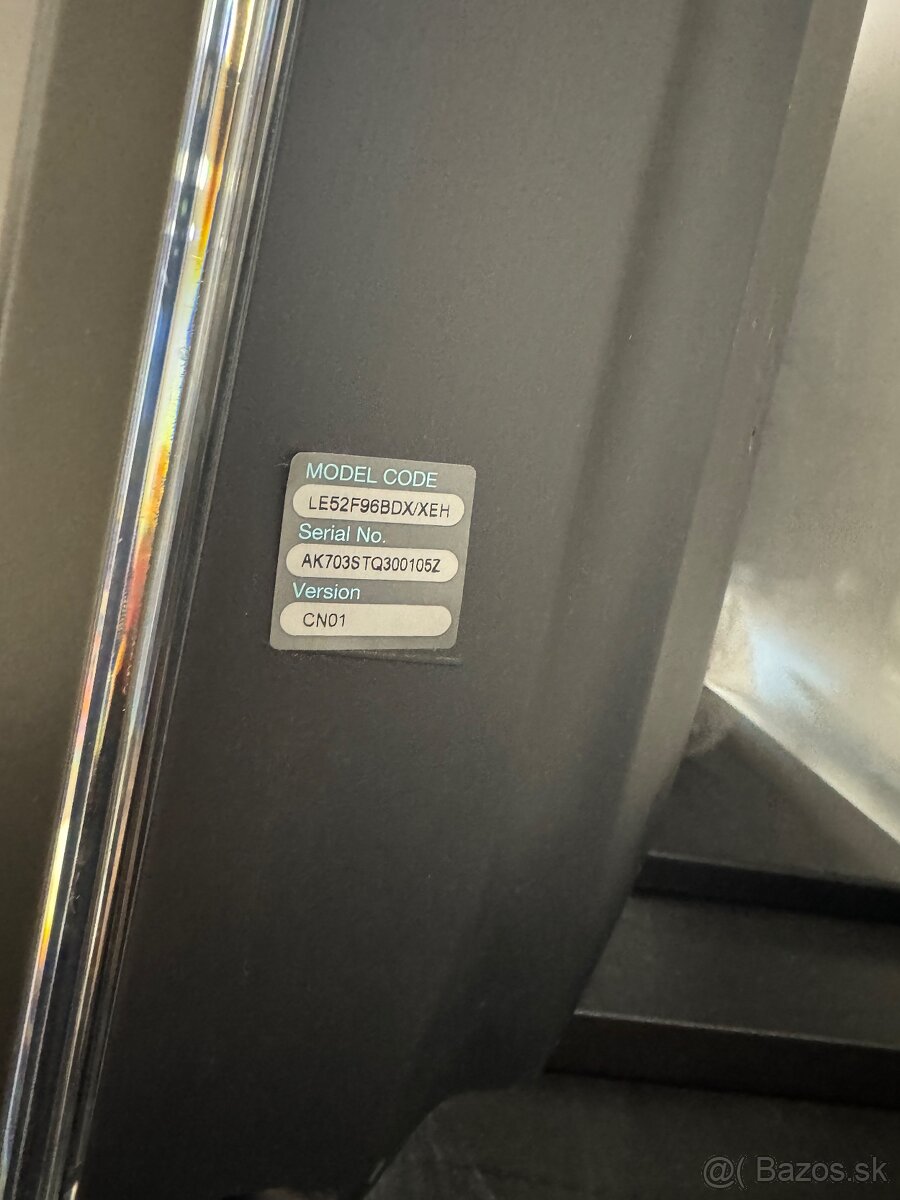 MODEL CODE
LE52F96BDX/XEH
Serial No.
AK703STQ300105Z
Version
CN01
@( Bazos.sk